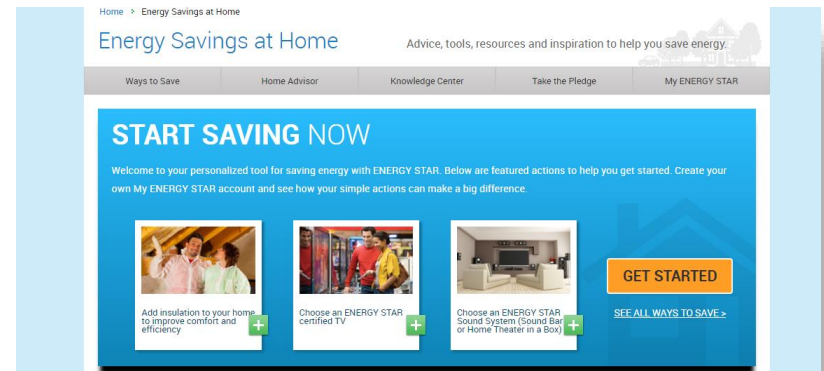 Home > Energy Savings at Home
Energy Savings at Home
Advice, tools, resources and inspiration to help you save energy.
Ways to Save
Home Advisor
Knowledge Center
Take the Pledge
My ENERGY STAR
START SAVING NOW
Welcome to your personalized tool for saving energy with ENERGY STAR. Below are featured actions to help you get started. Create your
own My ENERGY STAR account and see how your simple actions can make a big difference.
Add insulation to your home
to improve comfort and
efficiency
Choose an ENERGY STAR
certified TV
Choose an ENERGY STAR
Sound System (Sound Bar
or Home Theater in a Box)
GET STARTED
SEE ALL WAYS TO SAVE >